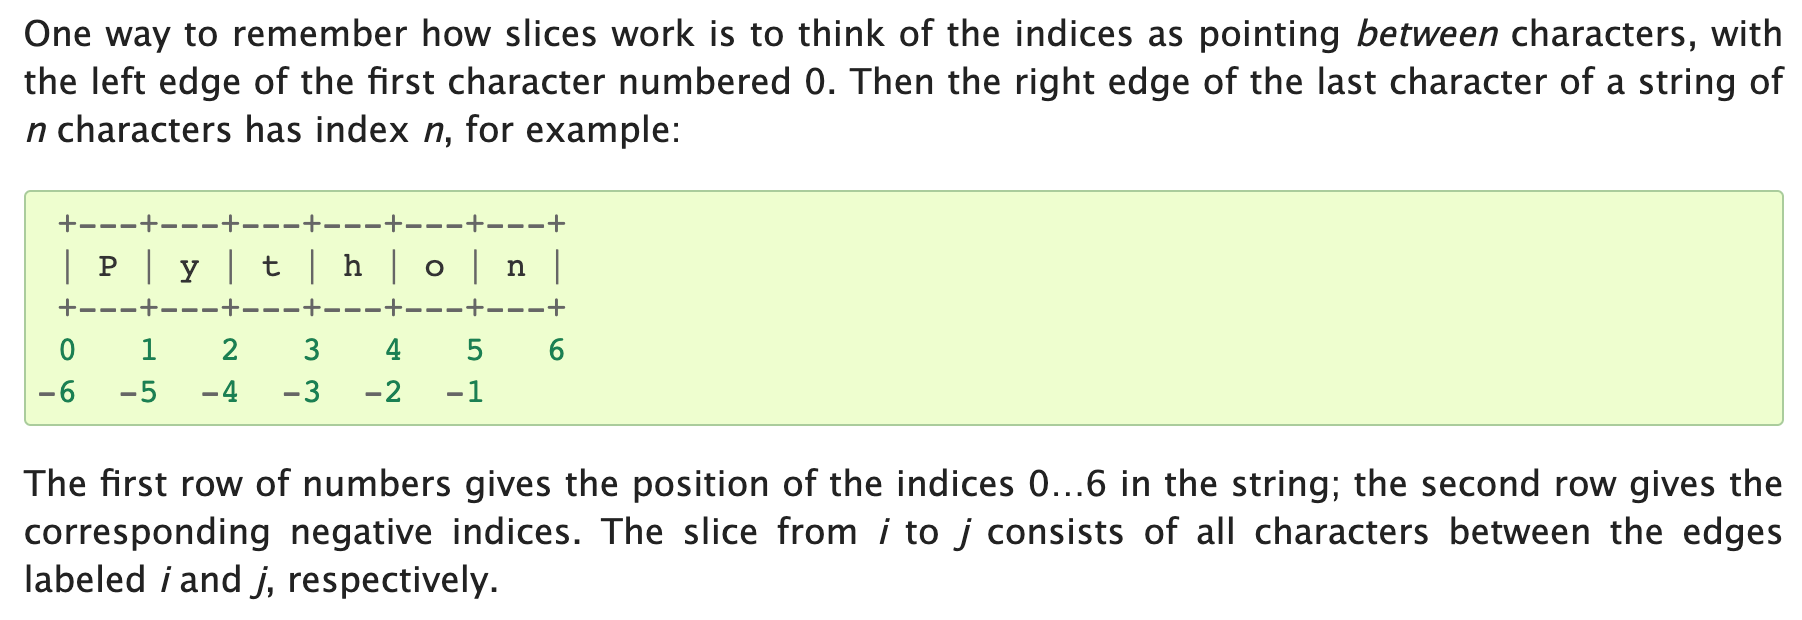 One way to remember how slices work is to think of the indices as pointing between characters, with
the left edge of the first character numbered 0. Then the right edge of the last character of a string of
n characters has index n, for example:
+---+---+---+---+---+---+
| P | y | t | h | o | n |
+---+---+---+---+---+---+
0   1   2   3   4   5   6
-6  -5  -4  -3  -2  -1
The first row of numbers gives the position of the indices 0...6 in the string; the second row gives the
corresponding negative indices. The slice from i to j consists of all characters between the edges
labeled i and j, respectively.